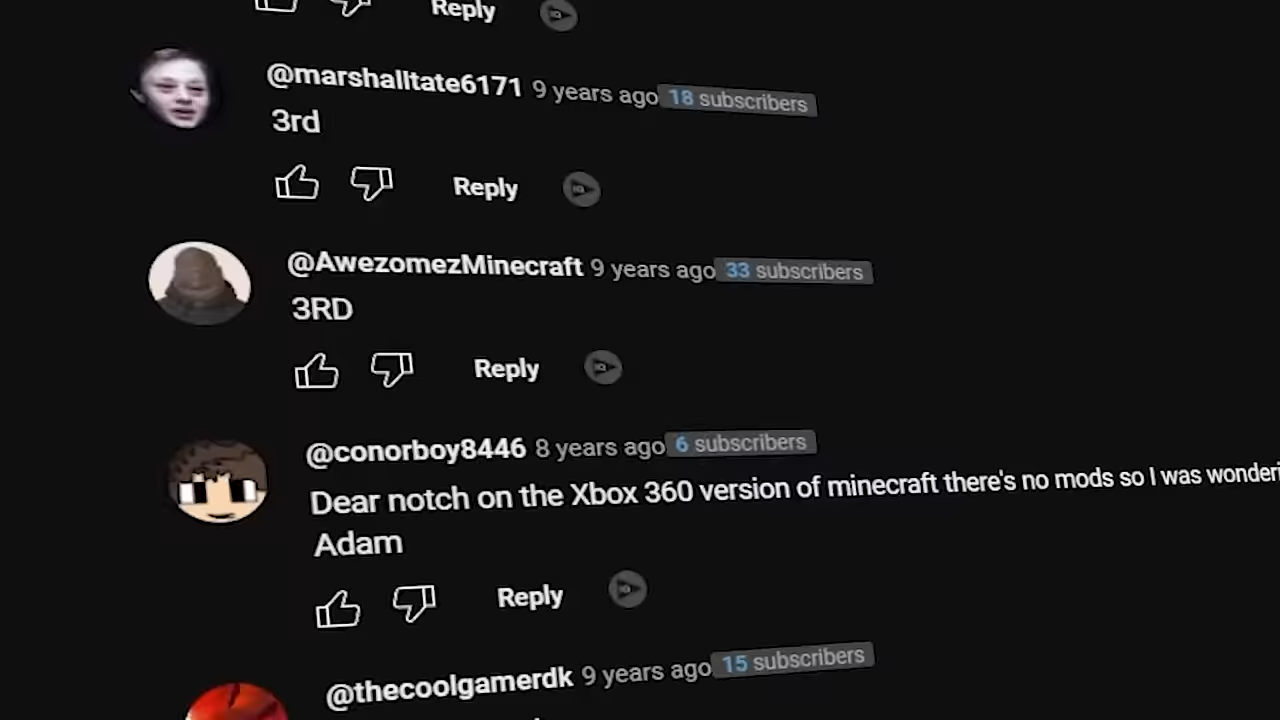 Reply
@marshalltate6171 9 years ago 18 subscribers
3rd
Reply
@AwezomezMinecraft 9 years ago 33 subscribers
3RD
Reply
@conorboy8446 8 years ago 6 subscribers
Dear notch on the Xbox 360 version of minecraft there's no mods so I was
Adam
Reply
@thecoolgamerdk 9 years ago 15 subscribers